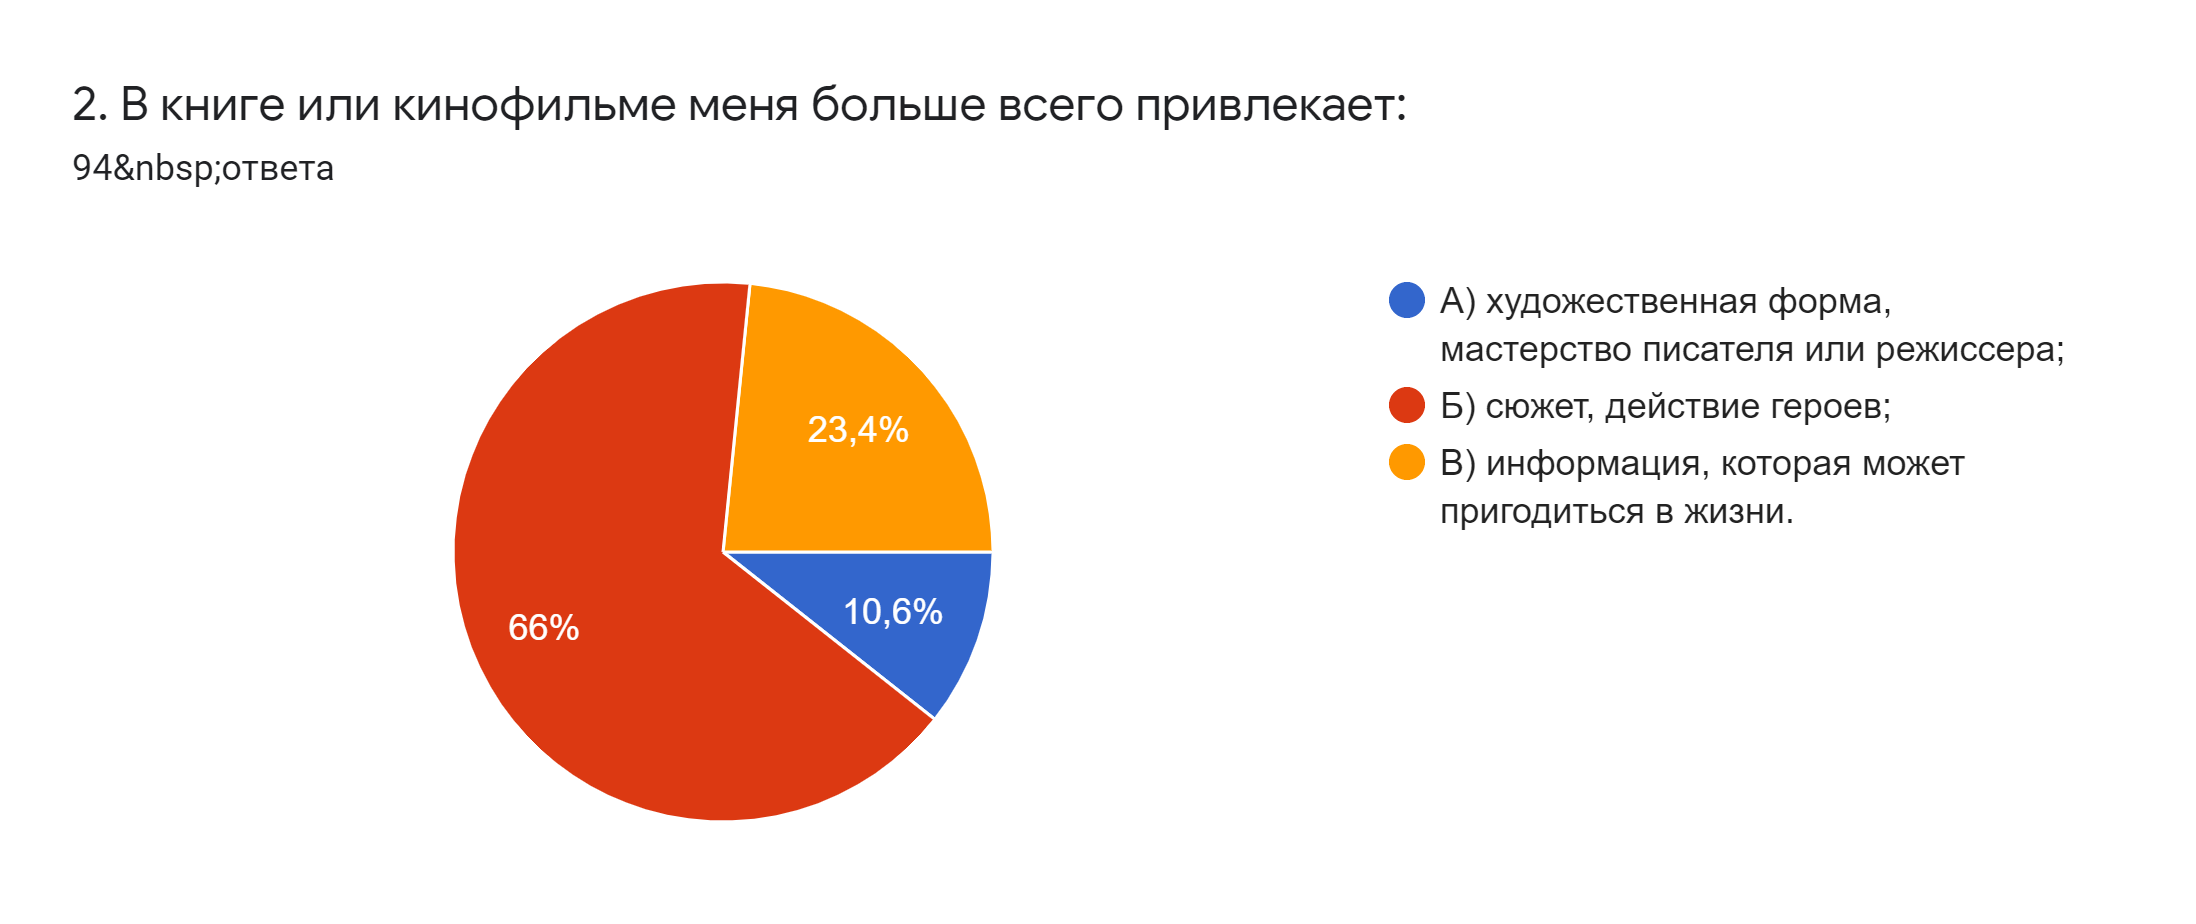 2. В книге или кинофильме меня больше всего привлекает:
94&nbsp;ответа
23,4%
10,6%
66%
А) художественная форма,
мастерство писателя или режиссера;
Б) сюжет, действие героев;
В) информация, которая может
пригодиться в жизни.